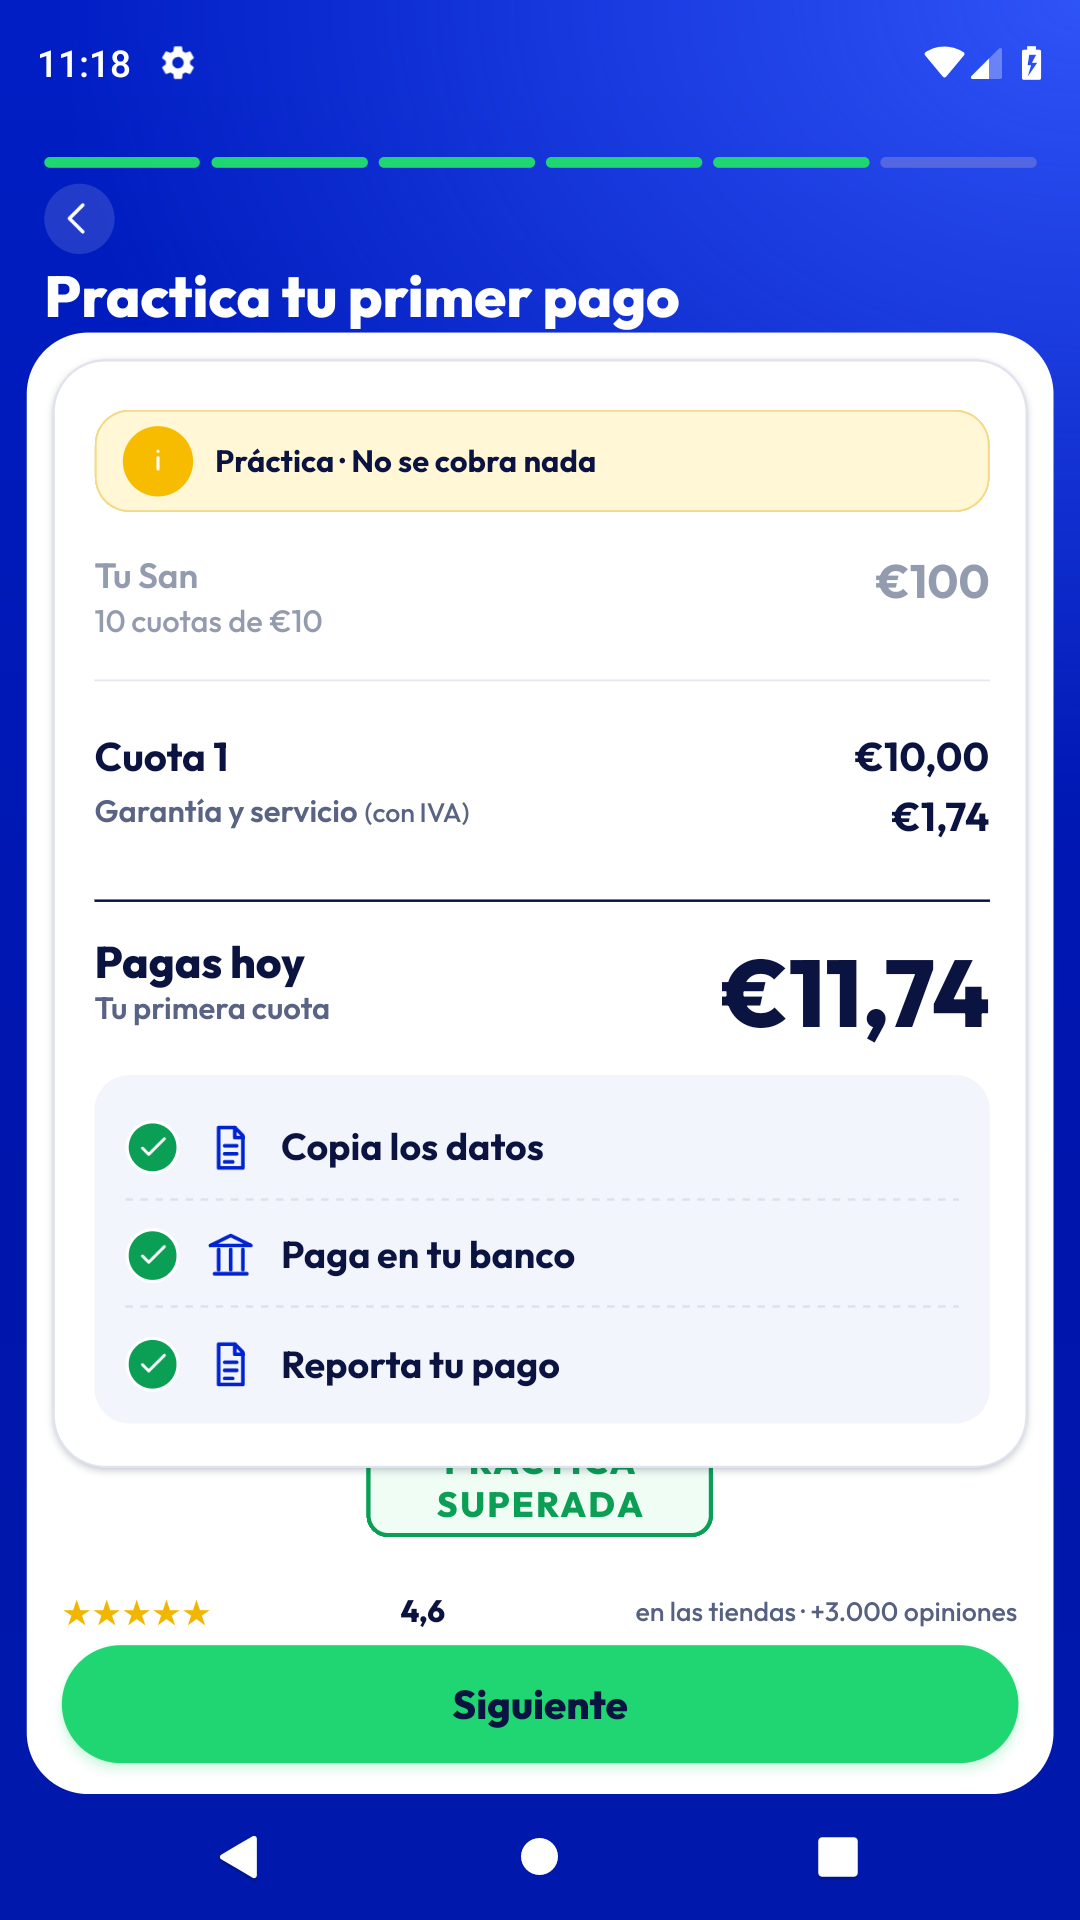 11:18
Practica tu primer pago
Práctica · No se cobra nada
Tu San
€100
10 cuotas de €10
Cuota 1
€10,00
Garantía y servicio (con IVA)
€1,74
Pagas hoy
€11,74
Tu primera cuota
Copia los datos
Paga en tu banco
Reporta tu pago
SUPERADA
★★★★★ 4,6 en las tiendas · +3.000 opiniones
Siguiente